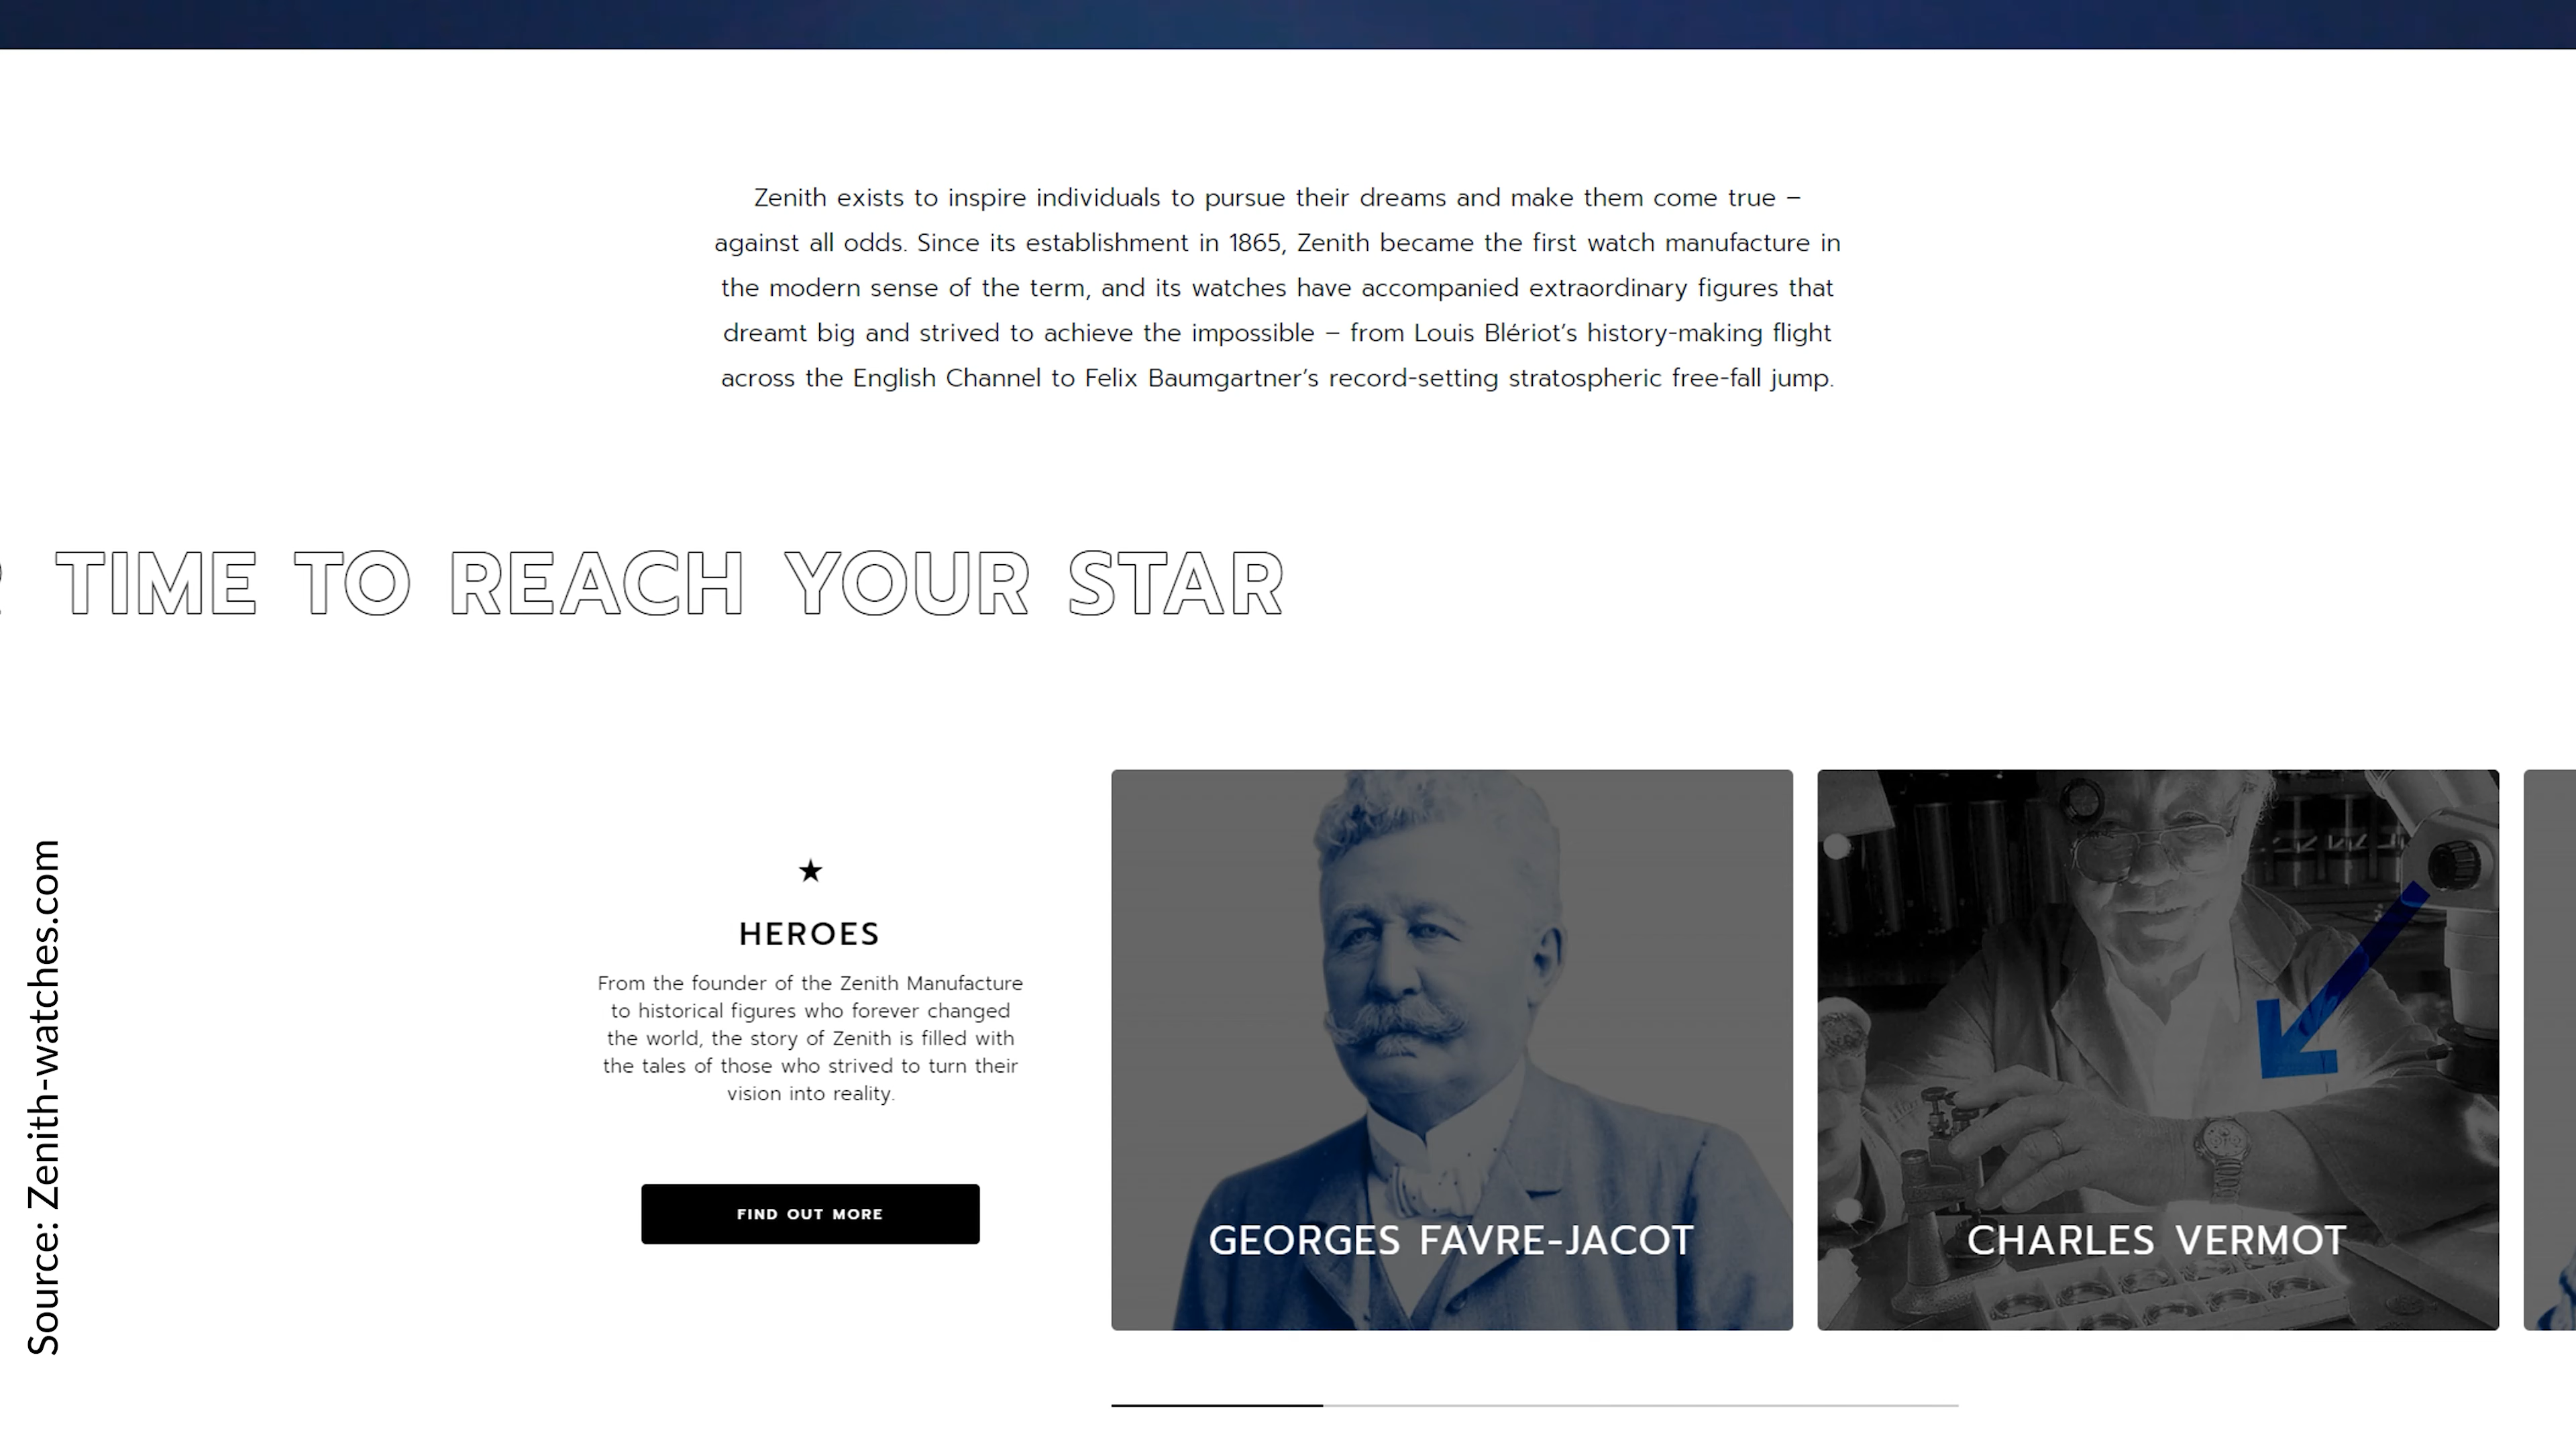 Zenith exists to inspire individuals to pursue their dreams and make them come true –
against all odds. Since its establishment in 1865, Zenith became the first watch manufacture in
the modern sense of the term, and its watches have accompanied extraordinary figures that
dreamt big and strived to achieve the impossible – from Louis Blériot’s history-making flight
across the English Channel to Felix Baumgartner’s record-setting stratospheric free-fall jump.
TIME TO REACH YOUR STAR
HEROES
From the founder of the Zenith Manufacture
to historical figures who forever changed
the world, the story of Zenith is filled with
the tales of those who strived to turn their
vision into reality.
FIND OUT MORE
GEORGES FAVRE-JACOT
CHARLES VERMOT
Source: Zenith-watches.com